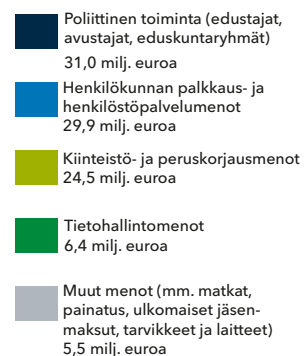 Poliittinen toiminta (edustajat,
avustajat, eduskuntaryhmät)
31,0 milj. euroa
Henkilökunnan palkkaus- ja
henkilöstöpalvelumenot
29,9 milj. euroa
Kiinteistö- ja peruskorjausmenot
24,5 milj. euroa
Tietohallintomenot
6,4 milj. euroa
Muut menot (mm. matkat,
painatus, ulkomaiset jäsen-
maksut, tarvikkeet ja laitteet)
5,5 milj. euroa